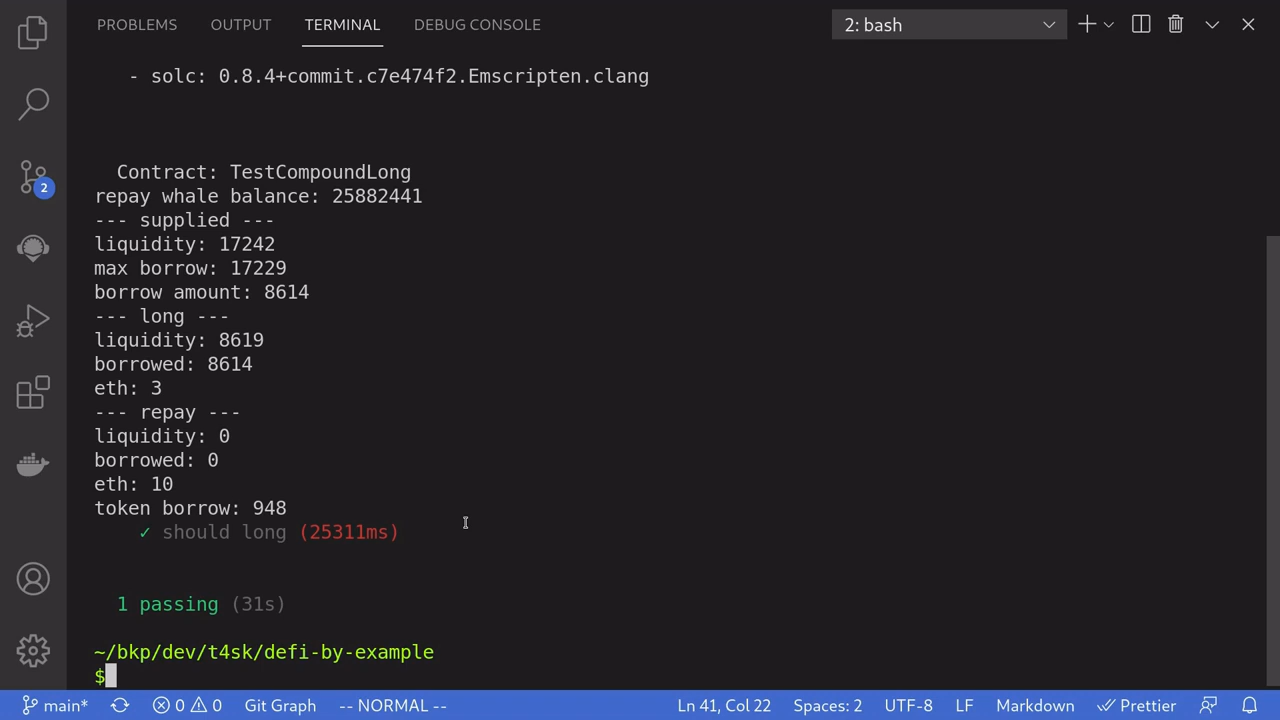 PROBLEMS OUTPUT TERMINAL DEBUG CONSOLE 2: bash
- solc: 0.8.4+commit.c7e474f2.Emscripten.clang
2
Contract: TestCompoundLong
repay whale balance: 25882441
--- supplied ---
liquidity: 17242
max borrow: 17229
borrow amount: 8614
--- long ---
liquidity: 8619
borrowed: 8614
eth: 3
--- repay ---
liquidity: 0
borrowed: 0
eth: 10
token borrow: 948
✓ should long (25311ms)
1 passing (31s)
~/bkp/dev/t4sk/defi-by-example
$
main* 0 0 Git Graph -- NORMAL -- Ln 41, Col 22 Spaces: 2 UTF-8 LF Markdown Prettier